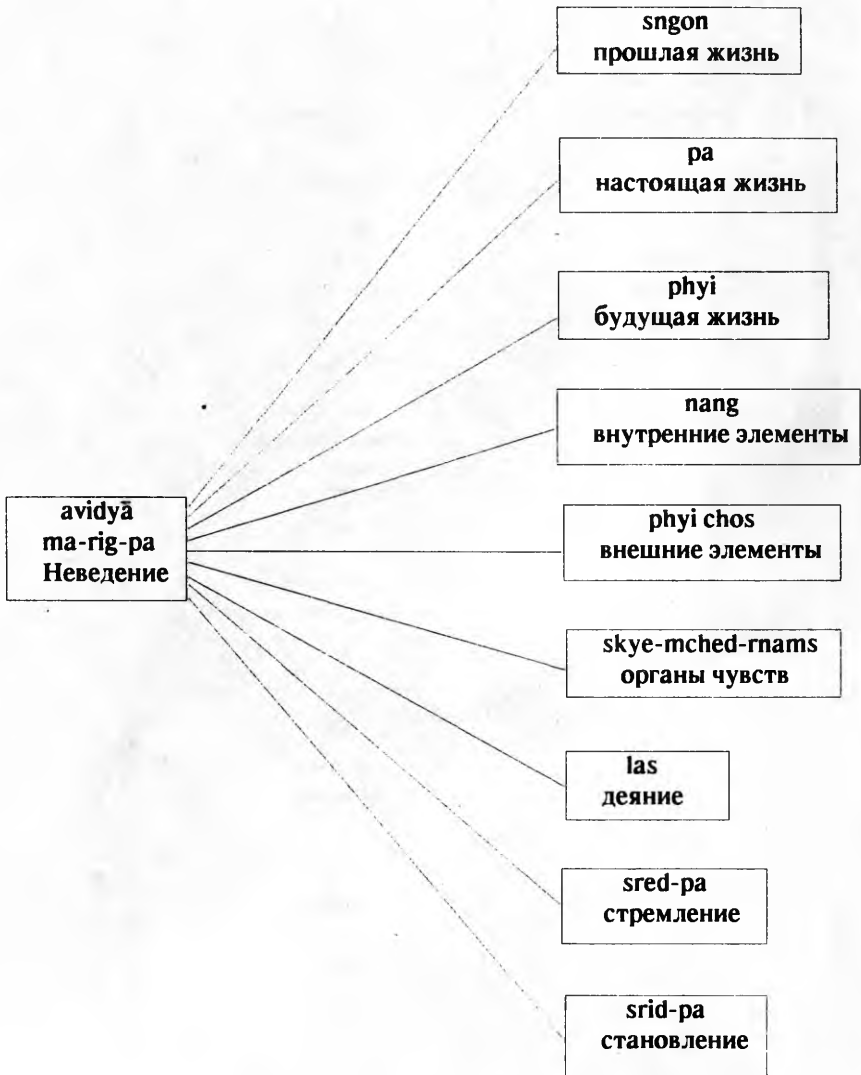 sngon
прошлая жизнь
pa
настоящая жизнь
phyi
будущая жизнь
nang
внутренние элементы
avidyā
ma-rig-pa
Неведение
phyi chos
внешние элементы
skye-mched-rnams
органы чувств
las
деяние
sred-pa
стремление
srid-pa
становление